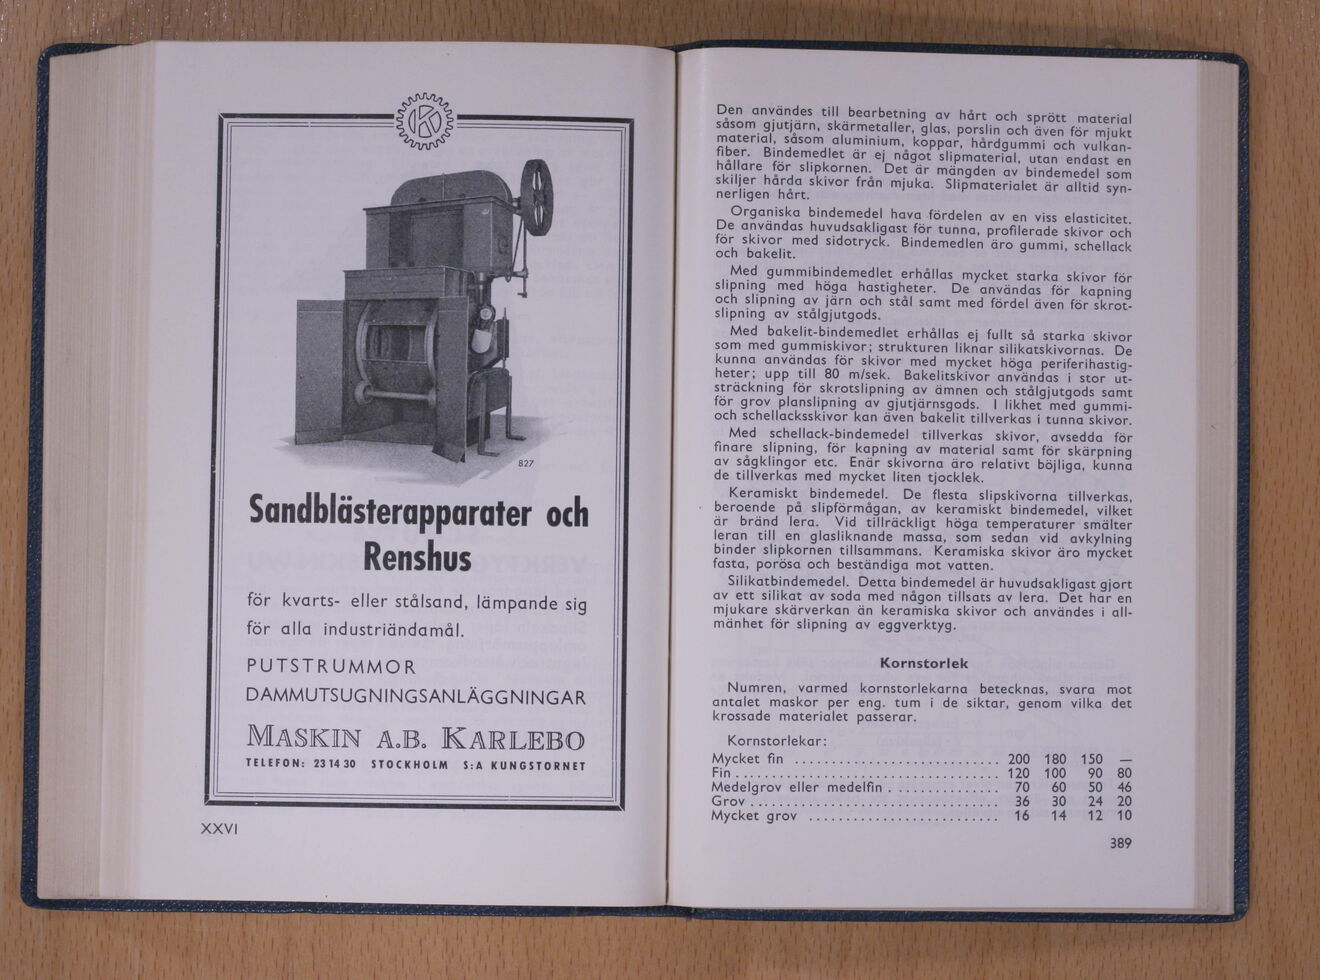 K
827
Sandblästerapparater och
Renshus
för kvarts- eller stålsand, lämpande sig
för alla industriändamål.
PUTSTRUMMOR
DAMMUTSUGNINGSANLÄGGNINGAR
MASKIN A.B. KARLEBO
TELEFON: 23 14 30 STOCKHOLM S:A KUNGSTORNET
XXVI
Den användes till bearbetning av hårt och sprött material
såsom gjutjärn, skärmetaller, glas, porslin och även för mjukt
material, såsom aluminium, koppar, hårdgummi och vulkan-
fiber. Bindemedlet är ej något slipmaterial, utan endast en
hållare för slipkornen. Det är mängden av bindemedel som
skiljer hårda skivor från mjuka. Slipmaterialet är alltid syn-
nerligen hårt.
Organiska bindemedel hava fördelen av en viss elasticitet.
De användas huvudsakligast för tunna, profilerade skivor och
för skivor med sidotryck. Bindemedlen äro gummi, schellack
och bakelit.
Med gummibindemedlet erhållas mycket starka skivor för
slipning med höga hastigheter. De användas för kapning
och slipning av järn och stål samt med fördel även för skrot-
slipning av stålgjutgods.
Med bakelit-bindemedlet erhållas ej fullt så starka skivor
som med gummiskivor; strukturen liknar silikatskivornas. De
kunna användas för skivor med mycket höga periferihastig-
heter; upp till 80 m/sek. Bakelitskivor användas i stor ut-
sträckning för skrotslipning av ämnen och stålgjutgods samt
för grov planslipning av gjutjärnsgods. I likhet med gummi-
och schellacksskivor kan även bakelit tillverkas i tunna skivor.
Med schellack-bindemedel tillverkas skivor, avsedda för
finare slipning, för kapning av material samt för skärpning
av sågklingor etc. Enär skivorna äro relativt böjliga, kunna
de tillverkas med mycket liten tjocklek.
Keramiskt bindemedel. De flesta slipskivorna tillverkas,
beroende på slipförmågan, av keramiskt bindemedel, vilket
är bränd lera. Vid tillräckligt höga temperaturer smälter
leran till en glasliknande massa, som sedan vid avkylning
binder slipkornen tillsammans. Keramiska skivor äro mycket
fasta, porösa och beständiga mot vatten.
Silikatbindemedel. Detta bindemedel är huvudsakligast gjort
av ett silikat av soda med någon tillsats av lera. Det har en
mjukare skärverkan än keramiska skivor och användes i all-
mänhet för slipning av eggverktyg.
Kornstorlek
Numren, varmed kornstorlekarna betecknas, svara mot
antalet maskor per eng. tum i de siktar, genom vilka det
krossade materialet passerar.
Kornstorlekar:
Mycket fin ............................ 200 180 150 —
Fin .................................... 120 100 90 80
Medelgrov eller medelfin ............... 70 60 50 46
Grov .................................. 36 30 24 20
Mycket grov .......................... 16 14 12 10
389